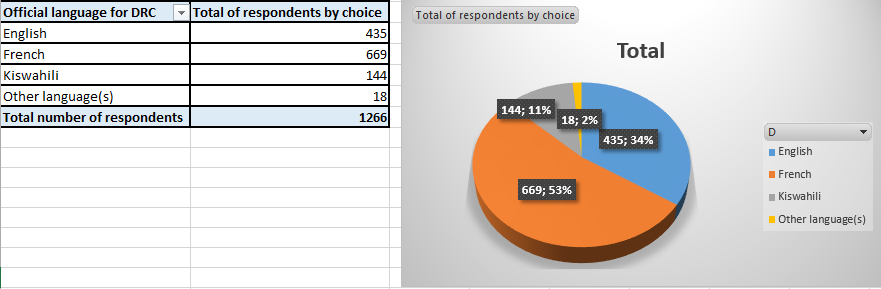 Official language for DRC Total of respondents by choice
English 435
French 669
Kiswahili 144
Other language(s) 18
Total number of respondents 1266
Total of respondents by choice
Total
144; 11%
18; 2%
435; 34%
669; 53%
D
English
French
Kiswahili
Other language(s)